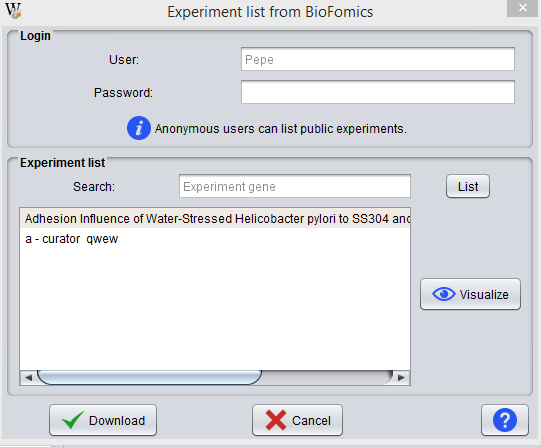 Experiment list from BioFomics
Login
User: Pepe
Password:
Anonymous users can list public experiments.
Experiment list
Search: Experiment gene List
Adhesion Influence of Water-Stressed Helicobacter pylori to SS304 and
a - curator qwew
Visualize
Download Cancel ?